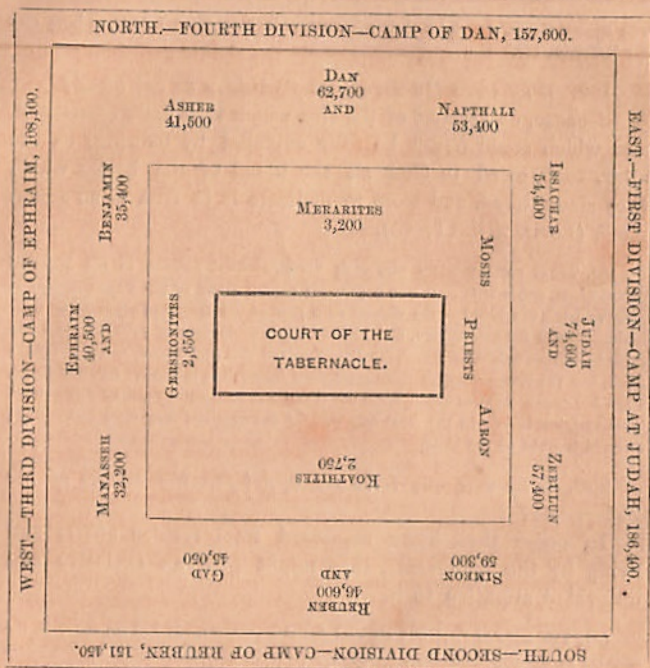 NORTH.—FOURTH DIVISION—CAMP OF DAN, 157,600.
DAN
62,700
AND
ASHER
41,500
NAPTHALI
53,400
WEST.—THIRD DIVISION—CAMP OF EPHRAIM, 108,100.
BENJAMIN
35,400
EPHRAIM
40,500
AND
MANASSEH
32,200
MERARITES
3,200
GERSHONITES
2,650
COURT OF THE
TABERNACLE.
MOSES
PRIESTS
AARON
KOATHITES
2,750
ISSACHAR
54,400
JUDAH
74,600
AND
ZEBULUN
57,400
EAST.—FIRST DIVISION—CAMP AT JUDAH, 186,400.
SIMEON
59,300
REUBEN
46,600
AND
GAD
45,050
SOUTH.—SECOND DIVISION—CAMP OF REUBEN, 151,450.